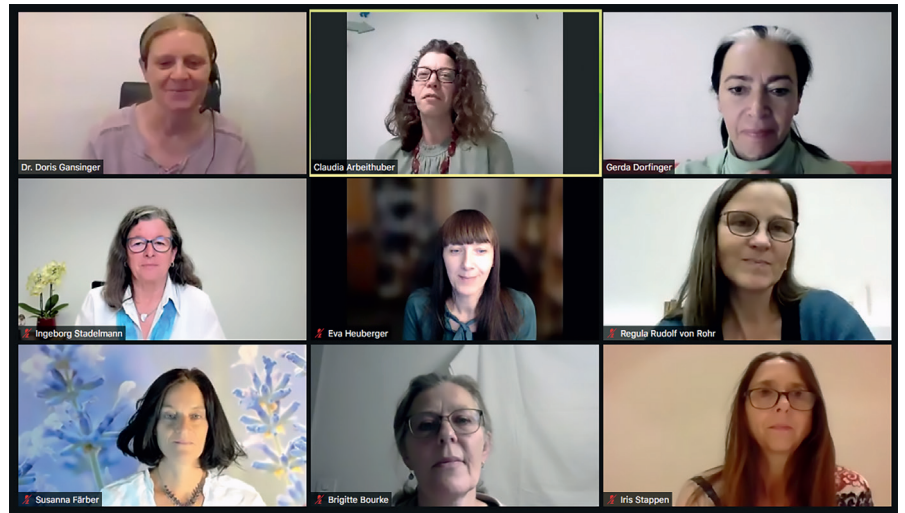 Dr. Doris Gansinger
Claudia Arbeithuber
Gerda Dorfinger
Ingeborg Stadelmann
Eva Heuberger
Regula Rudolf von Rohr
Susanna Färber
Brigitte Bourke
Iris Stappen